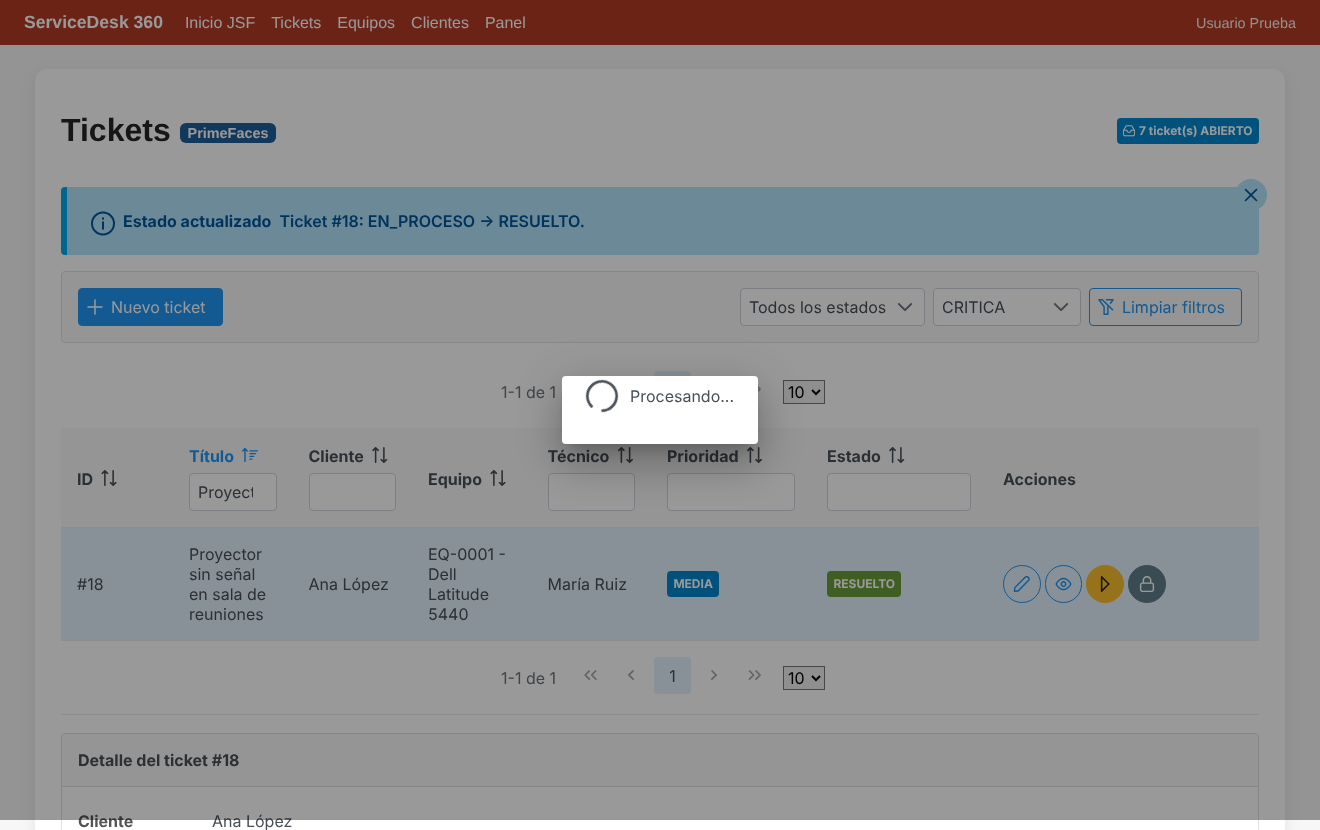 ServiceDesk 360 Inicio JSF Tickets Equipos Clientes Panel Usuario Prueba
Tickets PrimeFaces 7 ticket(s) ABIERTO
Estado actualizado Ticket #18: EN_PROCESO → RESUELTO.
Nuevo ticket Todos los estados CRITICA Limpiar filtros
1-1 de 1 10
Procesando...
ID Título Cliente Equipo Técnico Prioridad Estado Acciones
Proyect
#18 Proyector sin señal en sala de reuniones Ana López EQ-0001 - Dell Latitude 5440 María Ruiz MEDIA RESUELTO
1-1 de 1 1 10
Detalle del ticket #18
Cliente Ana López